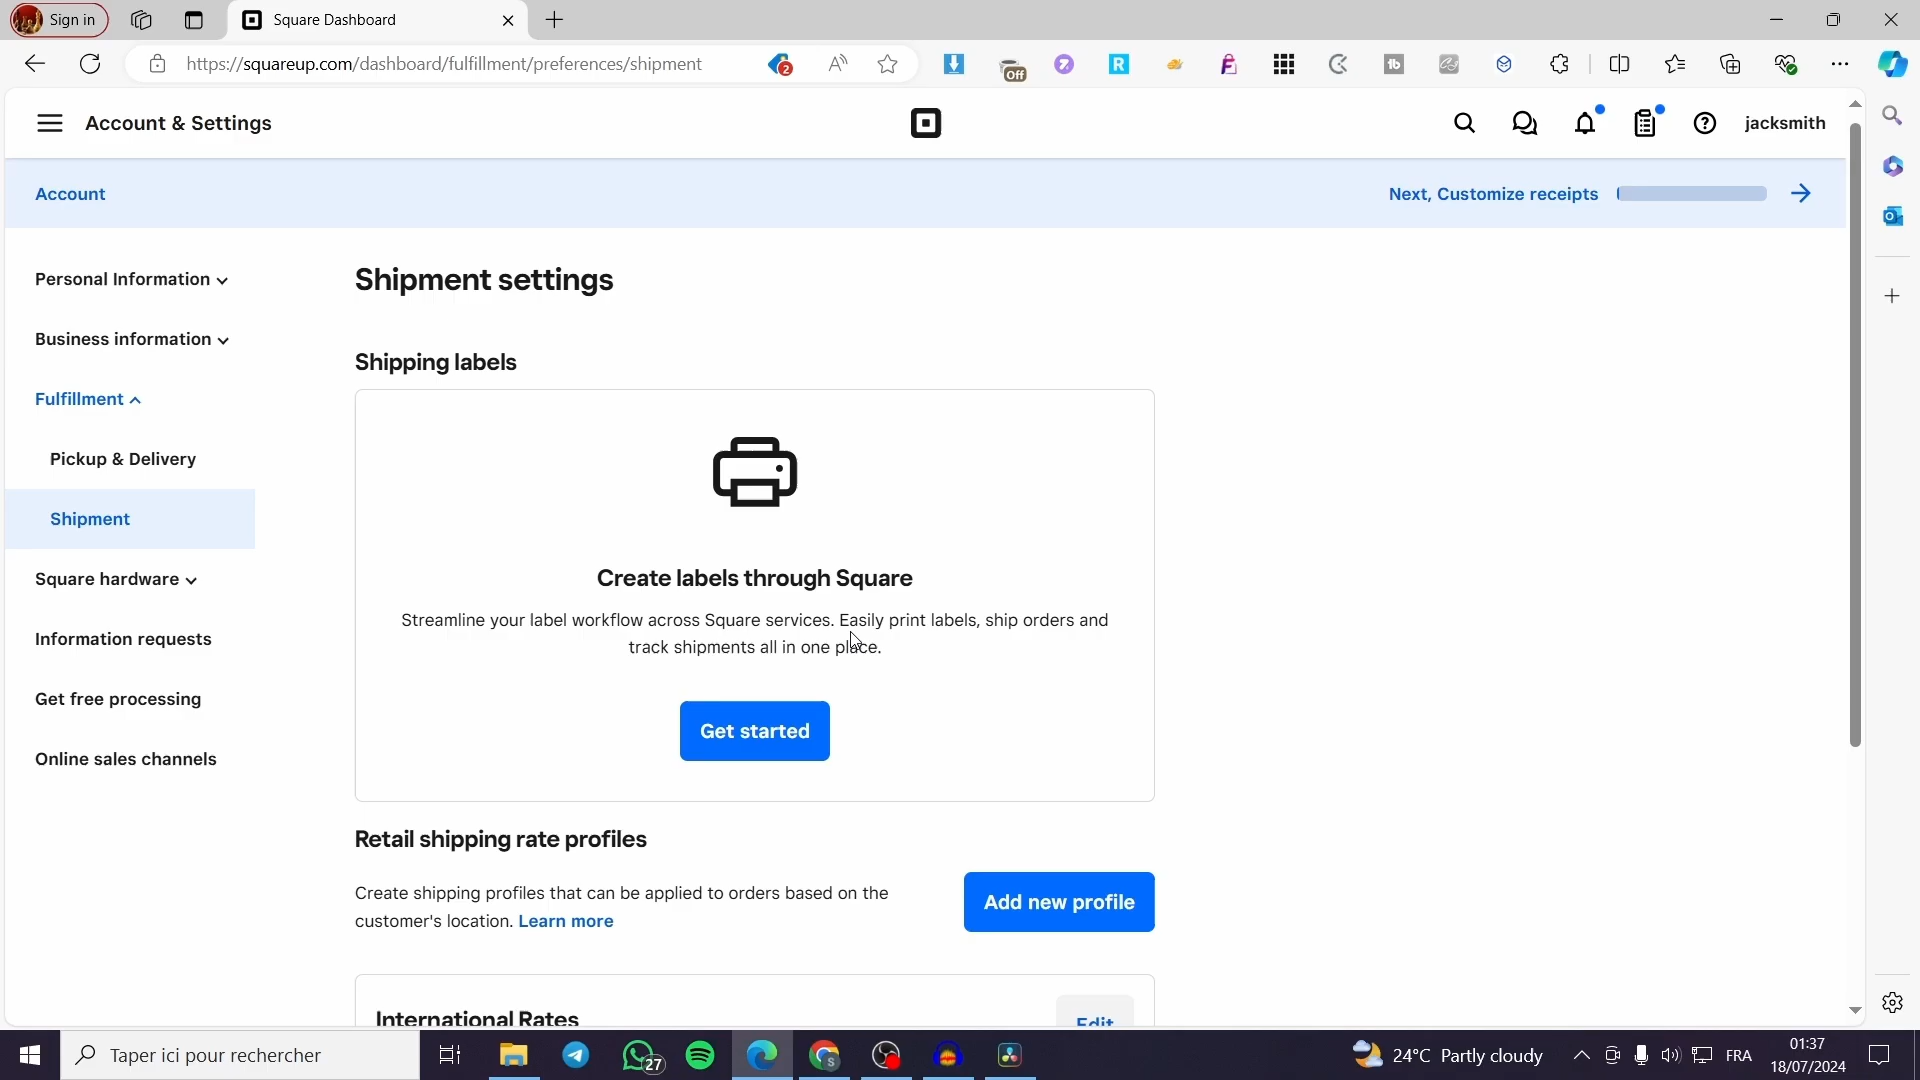 Sign in
Square Dashboard
https://squareup.com/dashboard/fulfillment/preferences/shipment
2
A
Off
z
R
F
tb
Account & Settings
jacksmith
Account
Next, Customize receipts
Personal Information
Business information
Fulfillment
Pickup & Delivery
Shipment
Square hardware
Information requests
Get free processing
Online sales channels
Shipment settings
Shipping labels
Create labels through Square
Streamline your label workflow across Square services. Easily print labels, ship orders and
track shipments all in one place.
Get started
Retail shipping rate profiles
Create shipping profiles that can be applied to orders based on the
customer's location. Learn more
Add new profile
International Rates
Edit
Taper ici pour rechercher
27
S
24°C Partly cloudy
FRA
01:37
18/07/2024